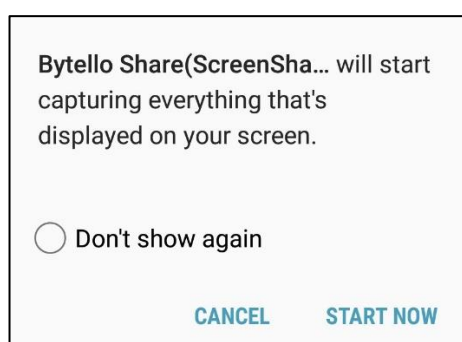 Bytello Share(ScreenSha... will start
capturing everything that's
displayed on your screen.
Don't show again
CANCEL START NOW